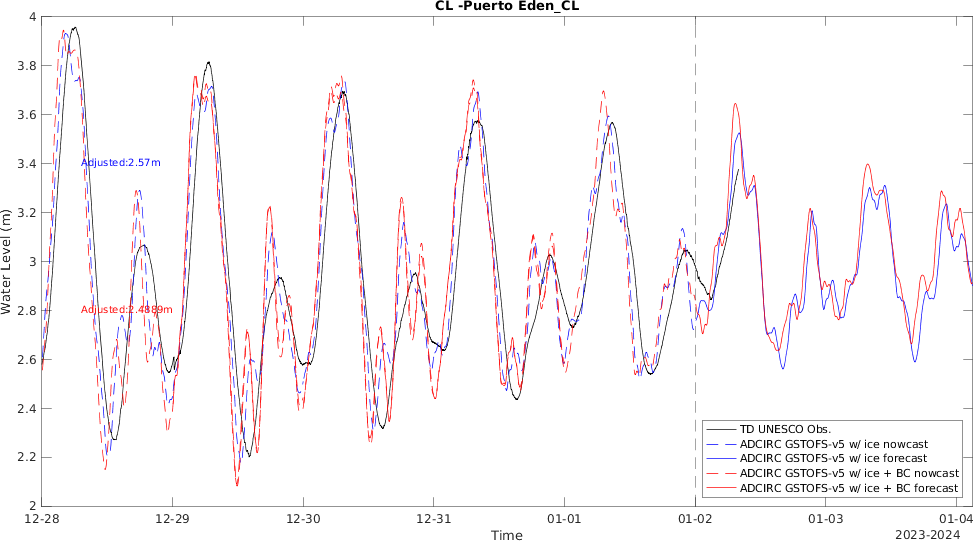 CL -Puerto Eden_CL
4
3.8
3.6
3.4
3.2
3
2.8
2.6
2.4
2.2
2
Water Level (m)
Adjusted:2.57m
Adjusted:2.4889m
TD UNESCO Obs.
ADCIRC GSTOFS-v5 w/ ice nowcast
ADCIRC GSTOFS-v5 w/ ice forecast
ADCIRC GSTOFS-v5 w/ ice + BC nowcast
ADCIRC GSTOFS-v5 w/ ice + BC forecast
12-28 12-29 12-30 12-31 01-01 01-02 01-03 01-04
Time
2023-2024